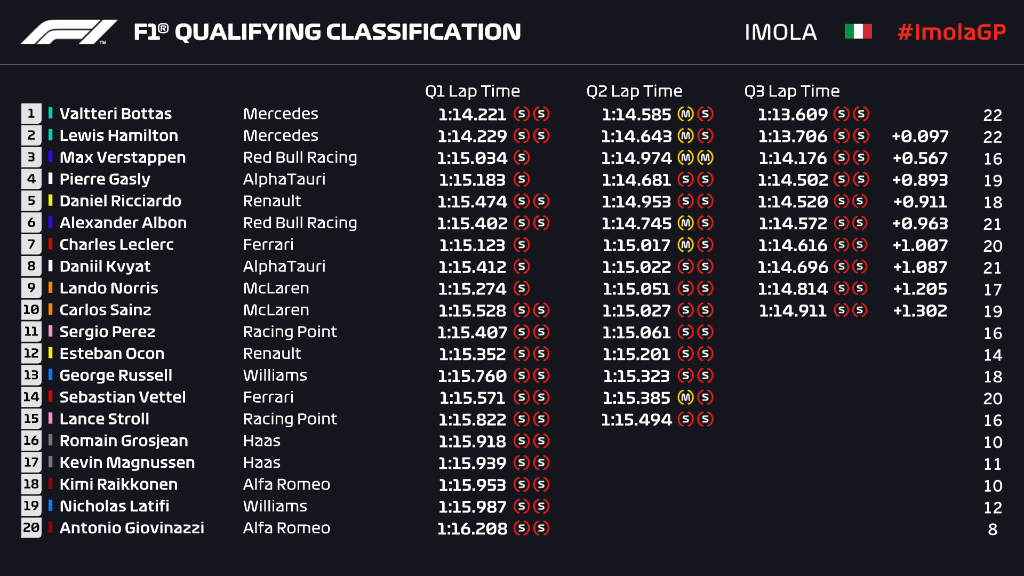 F1 F1® QUALIFYING CLASSIFICATION IMOLA #ImolaGP
Q1 Lap Time Q2 Lap Time Q3 Lap Time
1 Valtteri Bottas Mercedes 1:14.221 S S 1:14.585 M S 1:13.609 S S 22
2 Lewis Hamilton Mercedes 1:14.229 S S 1:14.643 M S 1:13.706 S S +0.097 22
3 Max Verstappen Red Bull Racing 1:15.034 S 1:14.974 M M 1:14.176 S S +0.567 16
4 Pierre Gasly AlphaTauri 1:15.183 S 1:14.681 S S 1:14.502 S S +0.893 19
5 Daniel Ricciardo Renault 1:15.474 S S 1:14.953 S S 1:14.520 S S +0.911 18
6 Alexander Albon Red Bull Racing 1:15.402 S S 1:14.745 M S 1:14.572 S S +0.963 21
7 Charles Leclerc Ferrari 1:15.123 S 1:15.017 M S 1:14.616 S S +1.007 20
8 Daniil Kvyat AlphaTauri 1:15.412 S 1:15.022 S S 1:14.696 S S +1.087 21
9 Lando Norris McLaren 1:15.274 S 1:15.051 S S 1:14.814 S S +1.205 17
10 Carlos Sainz McLaren 1:15.528 S S 1:15.027 S S 1:14.911 S S +1.302 19
11 Sergio Perez Racing Point 1:15.407 S S 1:15.061 S S 16
12 Esteban Ocon Renault 1:15.352 S S 1:15.201 S S 14
13 George Russell Williams 1:15.760 S S 1:15.323 S S 18
14 Sebastian Vettel Ferrari 1:15.571 S S 1:15.385 M S 20
15 Lance Stroll Racing Point 1:15.822 S S 1:15.494 S S 16
16 Romain Grosjean Haas 1:15.918 S S 10
17 Kevin Magnussen Haas 1:15.939 S S 11
18 Kimi Raikkonen Alfa Romeo 1:15.953 S S 10
19 Nicholas Latifi Williams 1:15.987 S S 12
20 Antonio Giovinazzi Alfa Romeo 1:16.208 S S 8